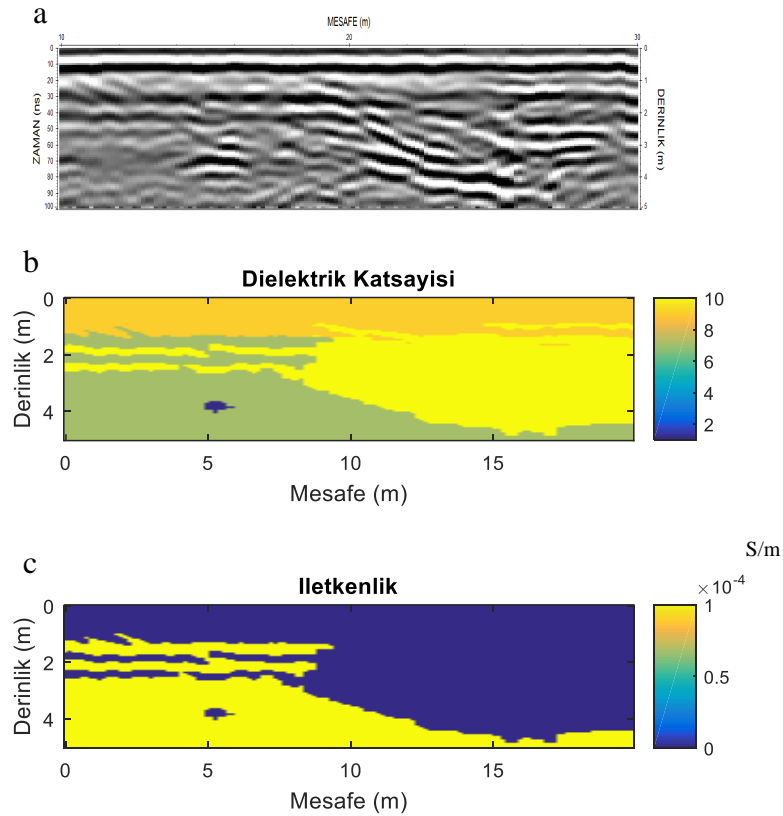 a
MESAFE (m)
10 20 30
0 0
10
20 1
30
40 2
50
60 3
70
80 4
90
100 5
ZAMAN (ns)
DERINLIK (m)
b
Dielektrik Katsayisi
0
2
4
Derinlik (m)
0 5 10 15
Mesafe (m)
10
8
6
4
2
c
S/m
×10-4
Iletkenlik
0
2
4
Derinlik (m)
0 5 10 15
Mesafe (m)
1
0.5
0